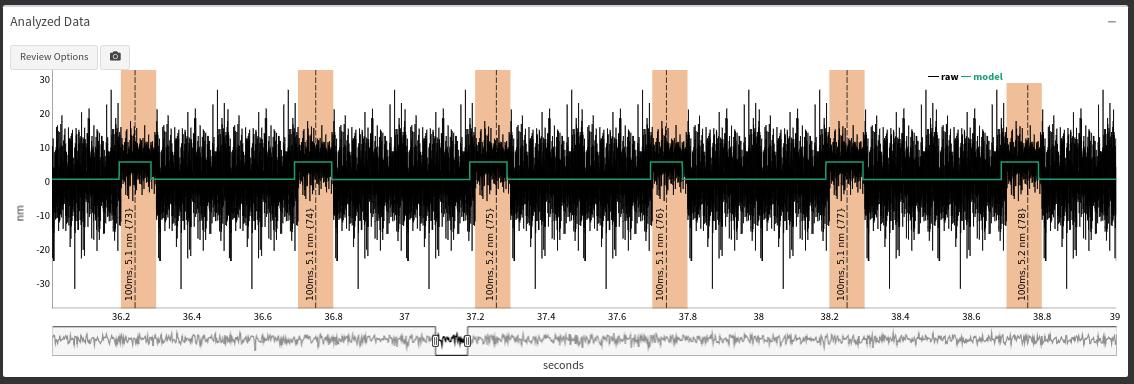 Analyzed Data
Review Options
raw model
30
20
10
0
-10
-20
-30
nm
100ms, 5.1 nm {73}
100ms, 5.1 nm {74}
100ms, 5.2 nm {75}
100ms, 5.1 nm {76}
100ms, 5.1 nm {77}
100ms, 5.2 nm {78}
36.2 36.4 36.6 36.8 37 37.2 37.4 37.6 37.8 38 38.2 38.4 38.6 38.8 39
seconds